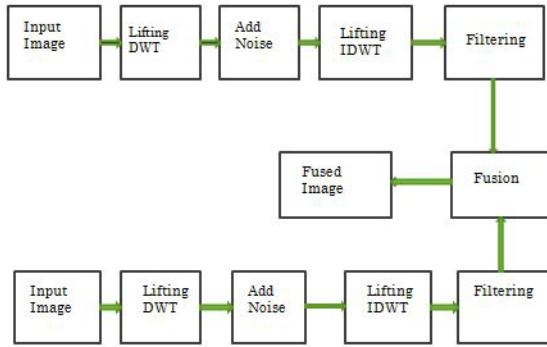 Input
Image
Lifting
DWT
Add
Noise
Lifting
IDWT
Filtering
Fused
Image
Fusion
Input
Image
Lifting
DWT
Add
Noise
Lifting
IDWT
Filtering